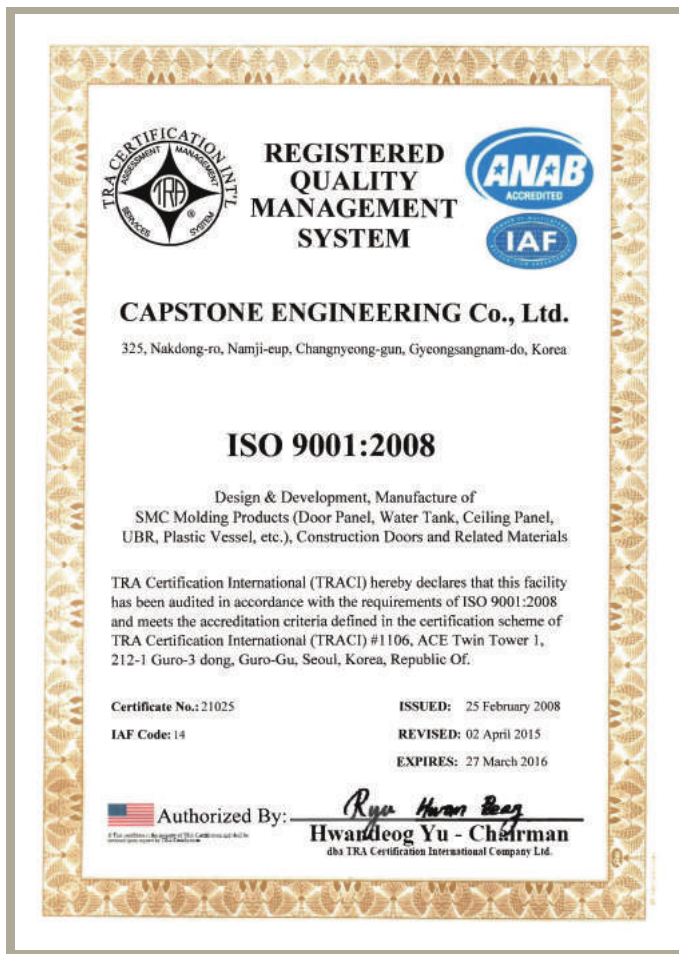 TRA CERTIFICATION INT'L
ASSESSMENT MANAGEMENT
TRA
®
SERVICES SYSTEM
REGISTERED
QUALITY
MANAGEMENT
SYSTEM
ANAB
ACCREDITED
IAF
CAPSTONE ENGINEERING Co., Ltd.
325, Nakdong-ro, Namji-eup, Changnyeong-gun, Gyeongsangnam-do, Korea
ISO 9001:2008
Design & Development, Manufacture of
SMC Molding Products (Door Panel, Water Tank, Ceiling Panel,
UBR, Plastic Vessel, etc.), Construction Doors and Related Materials
TRA Certification International (TRACI) hereby declares that this facility
has been audited in accordance with the requirements of ISO 9001:2008
and meets the accreditation criteria defined in the certification scheme of
TRA Certification International (TRACI) #1106, ACE Twin Tower 1,
212-1 Guro-3 dong, Guro-Gu, Seoul, Korea, Republic Of.
Certificate No.: 21025
ISSUED: 25 February 2008
IAF Code: 14
REVISED: 02 April 2015
EXPIRES: 27 March 2016
Authorized By:
Hwandeog Yu - Chairman
dba TRA Certification International Company Ltd.